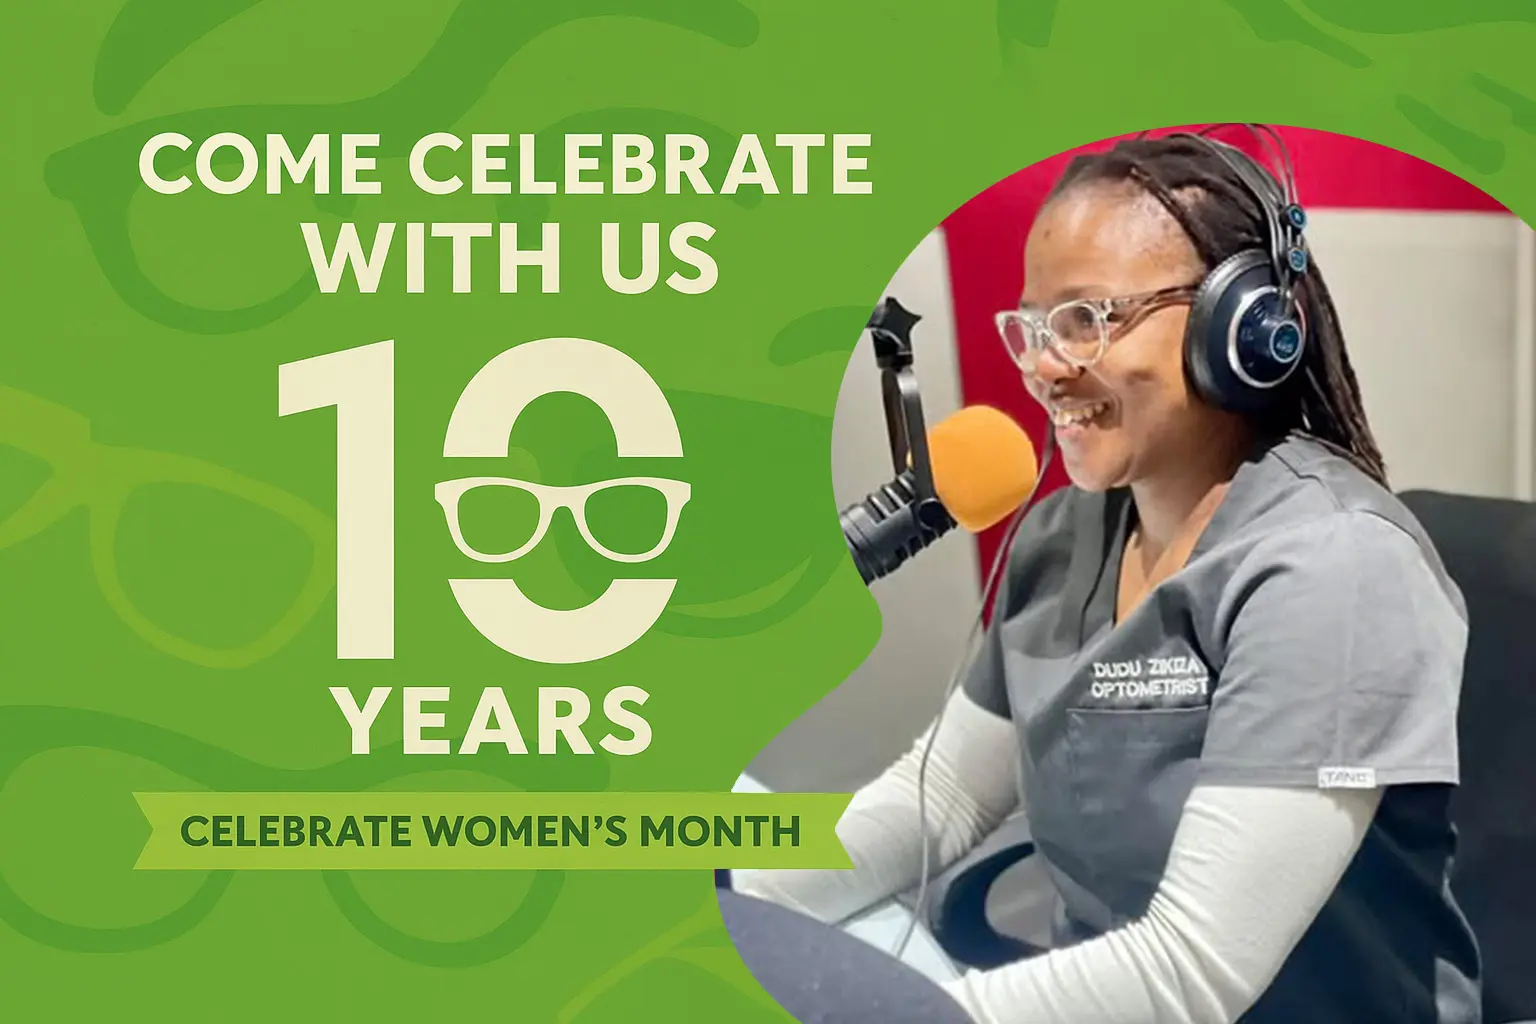 COME CELEBRATE
WITH US
10
YEARS
CELEBRATE WOMEN'S MONTH
DUDU ZIKIZA
OPTOMETRIST